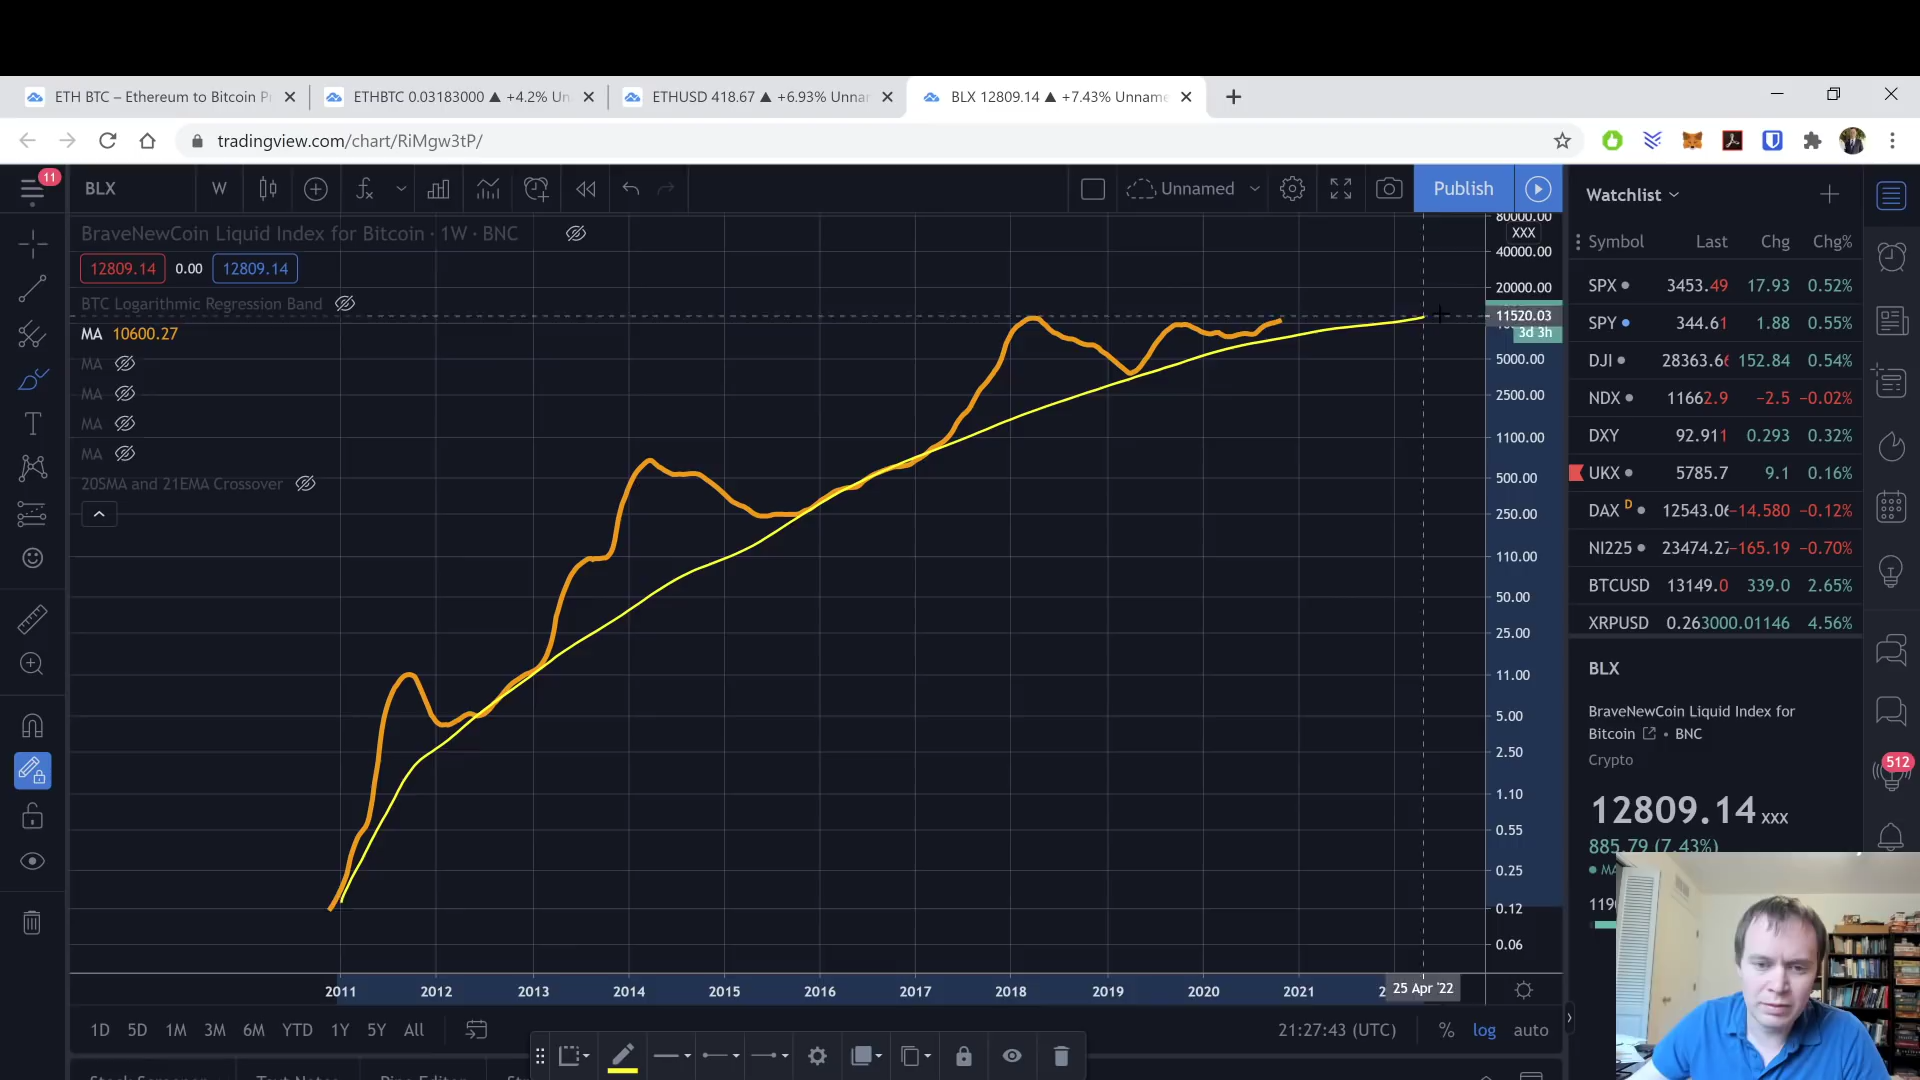 ETH BTC – Ethereum to Bitcoin P
ETHBTC 0.03183000 ▲ +4.2% Un
ETHUSD 418.67 ▲ +6.93% Unnar
BLX 12809.14 ▲ +7.43% Unname
tradingview.com/chart/RiMgw3tP/
11
BLX
W
Unnamed
Publish
BraveNewCoin Liquid Index for Bitcoin · 1W · BNC
12809.14 0.00 12809.14
BTC Logarithmic Regression Band
MA 10600.27
MA
MA
MA
MA
20SMA and 21EMA Crossover
80000.00
XXX
40000.00
20000.00
11520.03
3d 3h
5000.00
2500.00
1100.00
500.00
250.00
110.00
50.00
25.00
11.00
5.00
2.50
1.10
0.55
0.25
0.12
0.06
2011 2012 2013 2014 2015 2016 2017 2018 2019 2020 2021 2 25 Apr '22
1D 5D 1M 3M 6M YTD 1Y 5Y All
21:27:43 (UTC) % log auto
Watchlist
Symbol Last Chg Chg%
SPX 3453.49 17.93 0.52%
SPY 344.61 1.88 0.55%
DJI 28363.66 152.84 0.54%
NDX 11662.9 −2.5 −0.02%
DXY 92.911 0.293 0.32%
UKX 5785.7 9.1 0.16%
DAX D 12543.06 −14.580 −0.12%
NI225 23474.27 −165.19 −0.70%
BTCUSD 13149.0 339.0 2.65%
XRPUSD 0.26300 0.01146 4.56%
BLX
BraveNewCoin Liquid Index for
Bitcoin • BNC
Crypto
12809.14 XXX
885.79 (7.43%)
512